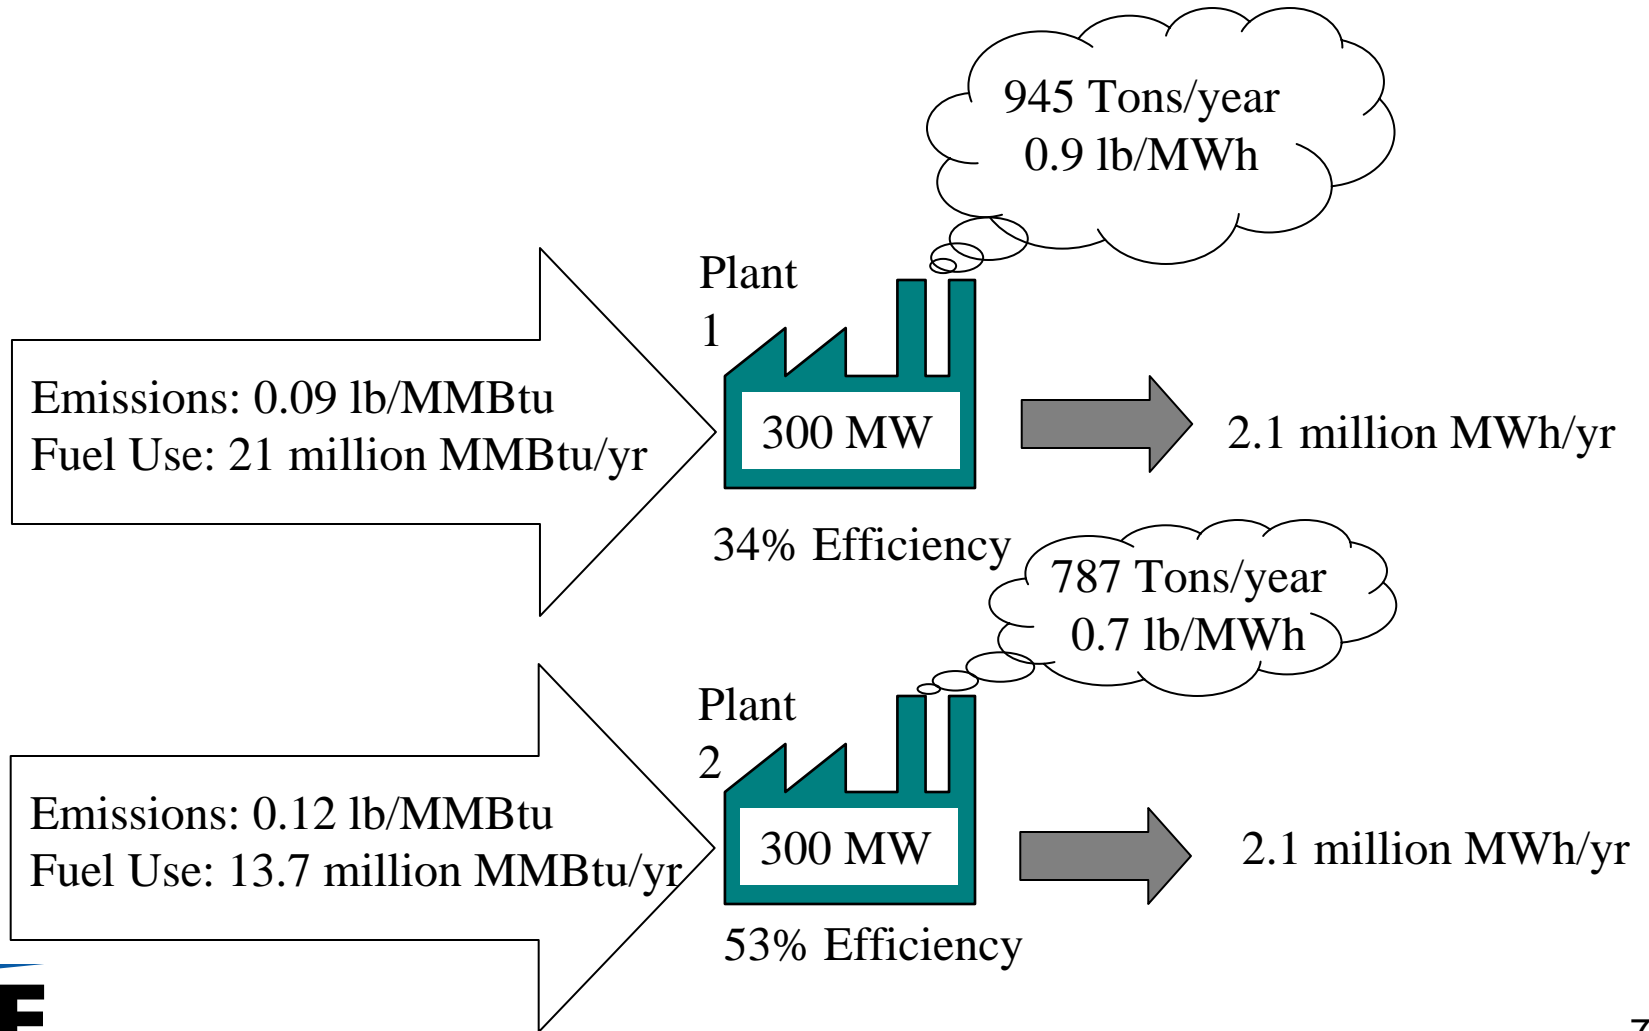 945 Tons/year
0.9 lb/MWh
Plant
1
Emissions: 0.09 lb/MMBtu
Fuel Use: 21 million MMBtu/yr
300 MW
2.1 million MWh/yr
34% Efficiency
787 Tons/year
0.7 lb/MWh
Plant
2
Emissions: 0.12 lb/MMBtu
Fuel Use: 13.7 million MMBtu/yr
300 MW
2.1 million MWh/yr
53% Efficiency